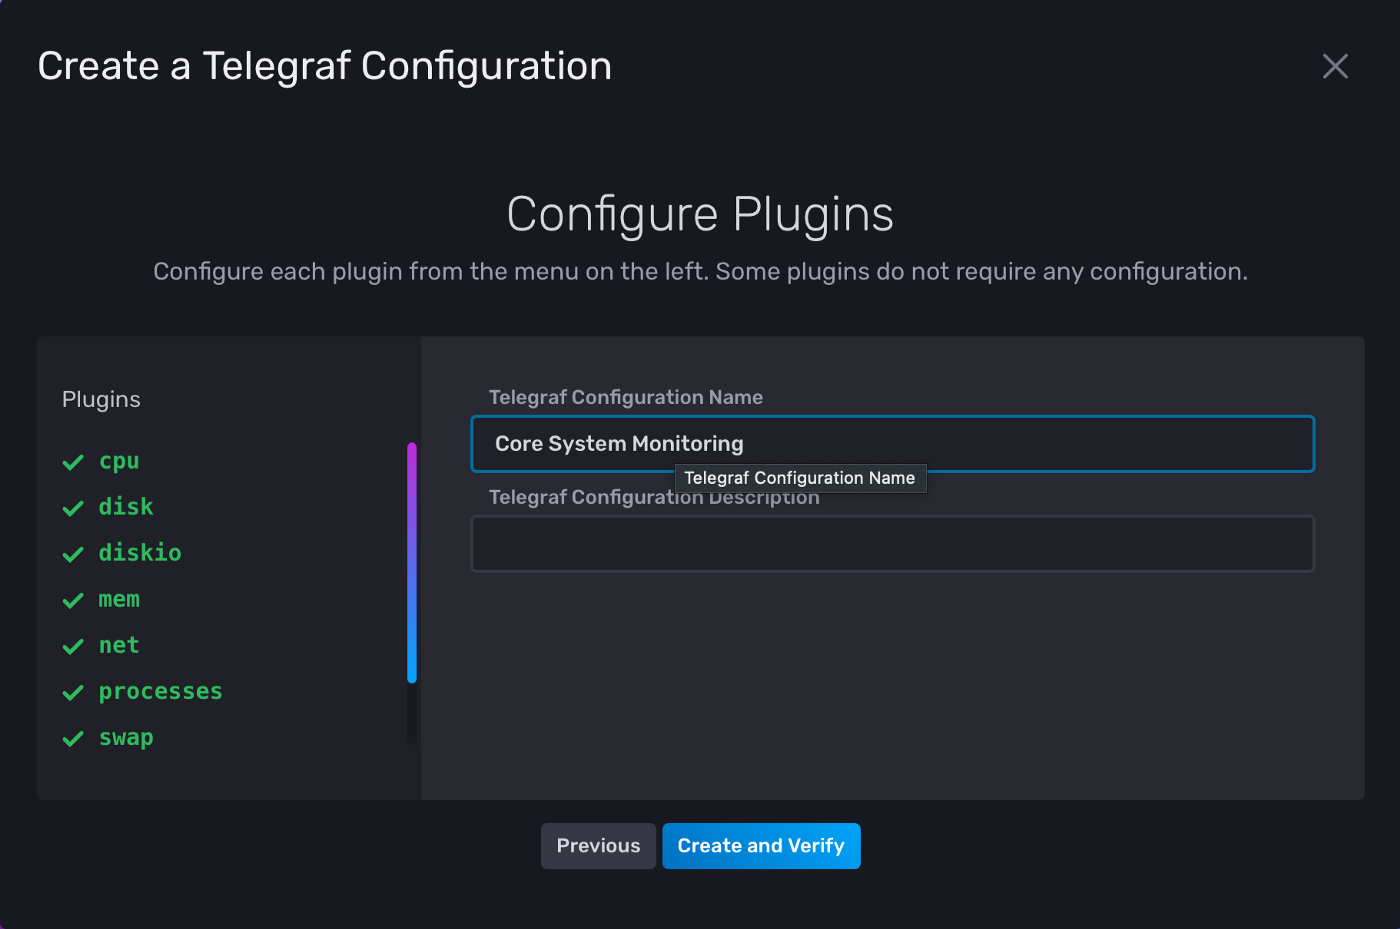 Create a Telegraf Configuration
Configure Plugins
Configure each plugin from the menu on the left. Some plugins do not require any configuration.
Plugins
cpu
disk
diskio
mem
net
processes
swap
Telegraf Configuration Name
Core System Monitoring
Telegraf Configuration Name
Telegraf Configuration Description
Previous
Create and Verify